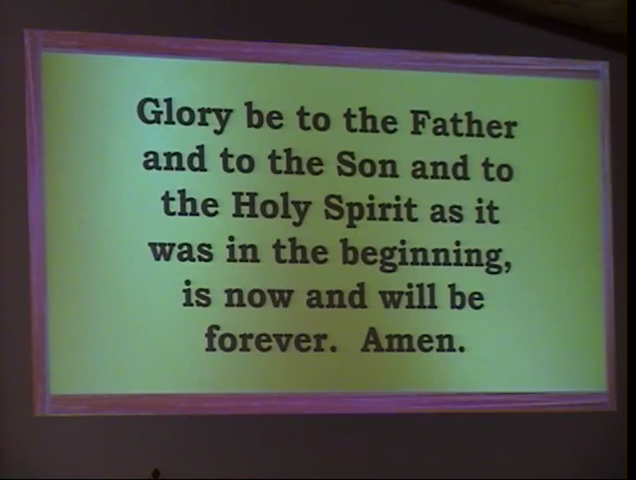 Glory be to the Father
and to the Son and to
the Holy Spirit as it
was in the beginning,
is now and will be
forever. Amen.